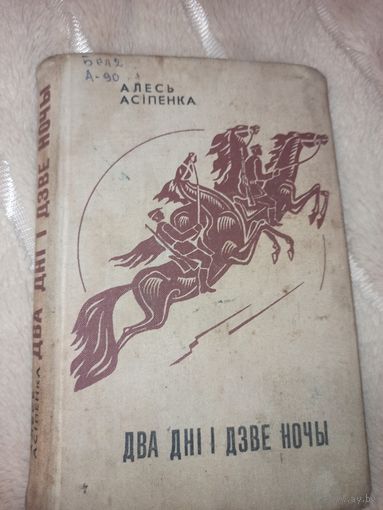 Бел2
А-90
АЛЕСЬ
АСІПЕНКА
ДВА ДНІ І ДЗВЕ НОЧЫ
АСІПЕНКА ДВА ДНІ І ДЗВЕ НОЧЫ